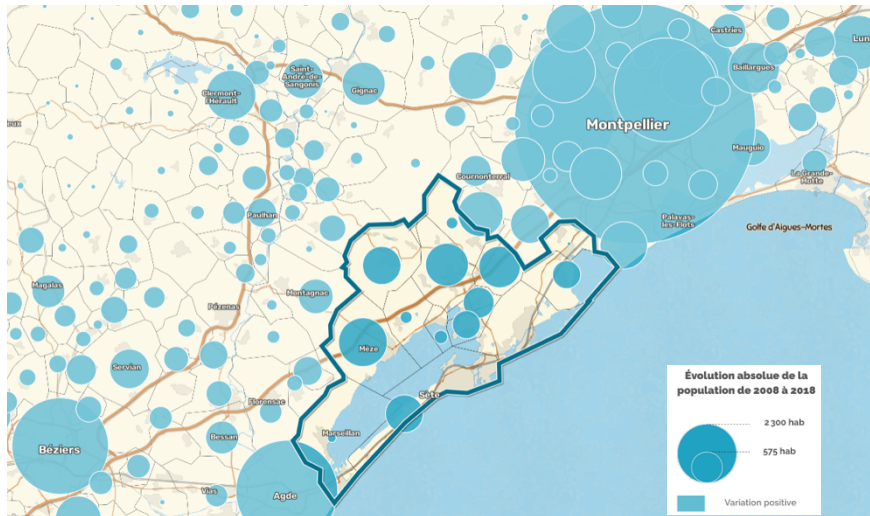 Castries
Lun
Saint-
André-de-
Sangonis
Baillargues
Clermont-
l'Hérault
Gignac
Montpellier
Mauguio
Cournonterral
La Grande-
Motte
Paulhan
Palavas-
les-Flots
Golfe d'Aigues-Mortes
Magalas
Montagnac
Pézenas
Mèze
Servian
Évolution absolue de la
population de 2008 à 2018
Florensac
Sète
2 300 hab
Bessan
Marseillan
575 hab
Béziers
Vias
Agde
Variation positive